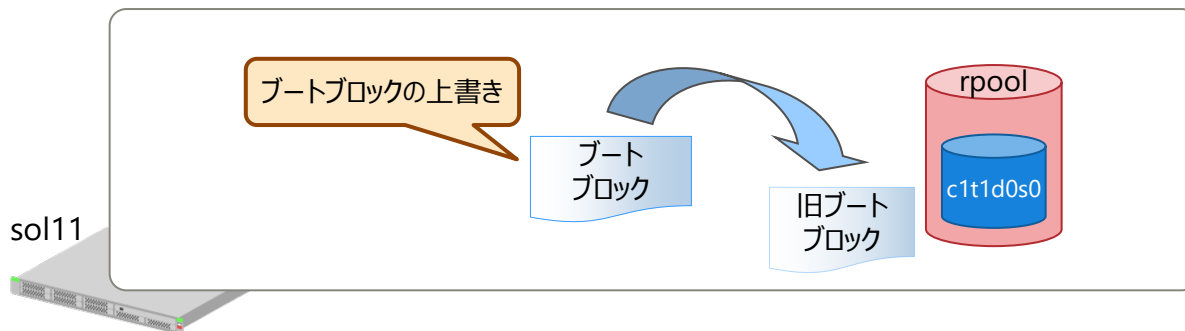 ブートブロックの上書き
rpool
ブート
ブロック
c1t1d0s0
旧ブート
ブロック
sol11